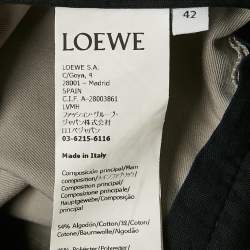 42
LOEWE
LOEWE S.A.
C/Goya, 4
28001 - Madrid
SPAIN
C.I.F. A-28003861
LVMH
ファッション・グループ・
ジャパン株式会社
ロエベジャパン
03-6215-6116
Made in Italy
Composición principal/Main
composition/
Composizione principale/
Hauptgewebe/Composition
principale/
54% Algodón/Cotton/
Cotone/Baumwolle/Algodão/
Poliéster/Polyester/